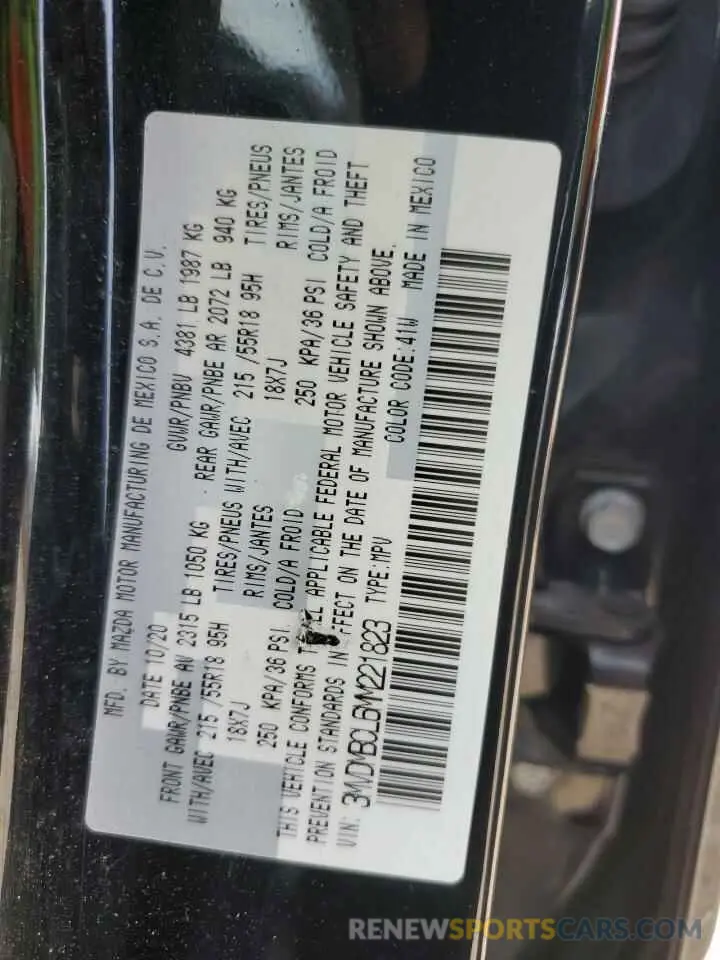 MFD. BY MAZDA MOTOR MANUFACTURING DE MEXICO S.A. DE C.V.
DATE 10/20 GVWR/PNBV 4381 LB 1987 KG
FRONT GAWR/PNBE AV 2315 LB 1050 KG REAR GAWR/PNBE AR 2072 LB 940 KG
WITH/AVEC 215 /55R18 95H TIRES/PNEUS WITH/AVEC 215 /55R18 95H TIRES/PNEUS
18X7J RIMS/JANTES 18X7J RIMS/JANTES
250 KPA/36 PSI COLD/A FROID 250 KPA/36 PSI COLD/A FROID
THIS VEHICLE CONFORMS APPLICABLE FEDERAL MOTOR VEHICLE SAFETY AND THEFT
PREVENTION STANDARDS IN EFFECT ON THE DATE OF MANUFACTURE SHOWN ABOVE.
VIN: 3MVDMBCL6MM221823 TYPE:MPV COLOR CODE:41W MADE IN MEXICO
RENEWSPORTSCARS.COM